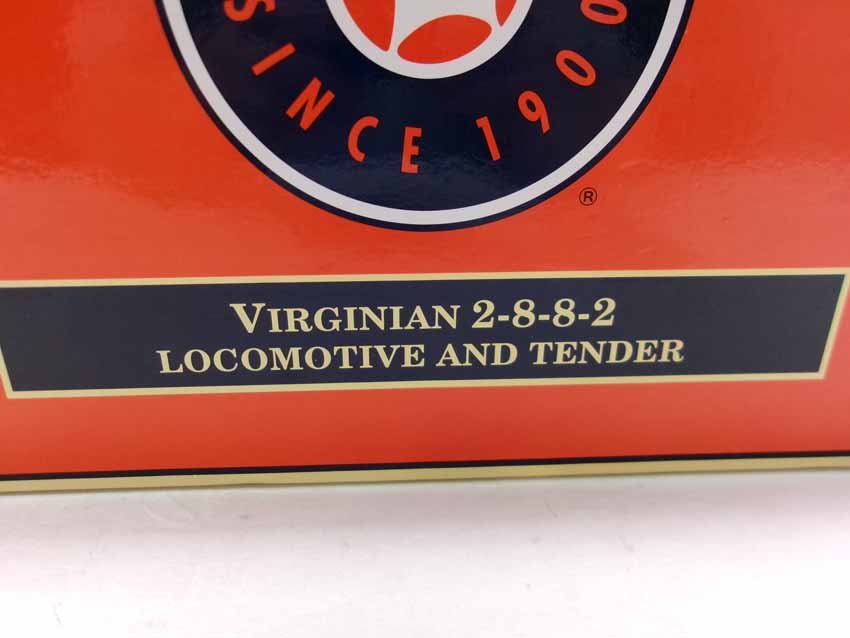 SINCE 1900
®
VIRGINIAN 2-8-8-2
LOCOMOTIVE AND TENDER